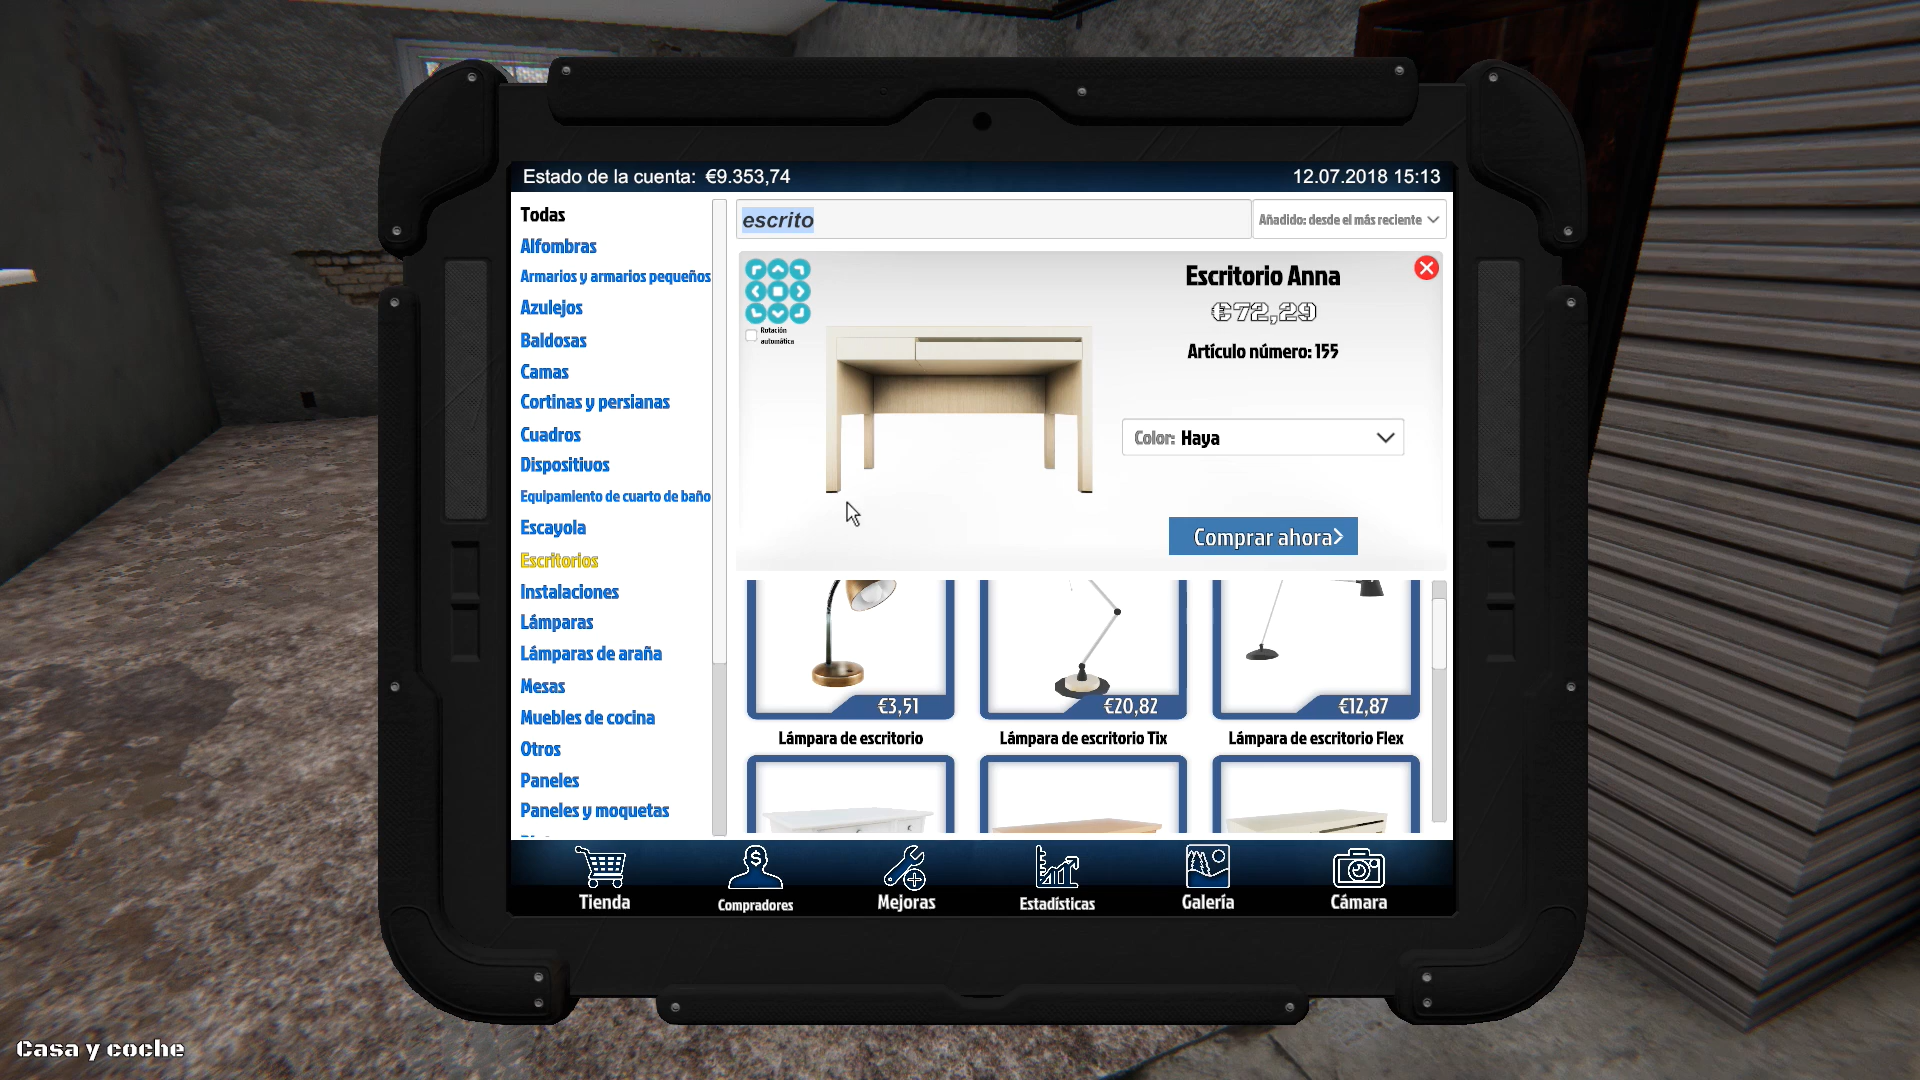 Estado de la cuenta: €9.353,74
12.07.2018 15:13
Todas
Alfombras
Armarios y armarios pequeños
Azulejos
Baldosas
Camas
Cortinas y persianas
Cuadros
Dispositivos
Equipamiento de cuarto de baño
Escayola
Escritorios
Instalaciones
Lámparas
Lámparas de araña
Mesas
Muebles de cocina
Otros
Paneles
Paneles y moquetas
escrito
Añadido: desde el más reciente
Rotación
automática
Escritorio Anna
€72,29
Artículo número: 155
Color: Haya
Comprar ahora
€3,51
€20,82
€12,87
Lámpara de escritorio
Lámpara de escritorio Tix
Lámpara de escritorio Flex
Tienda
Compradores
Mejoras
Estadísticas
Galería
Cámara
Casa y coche